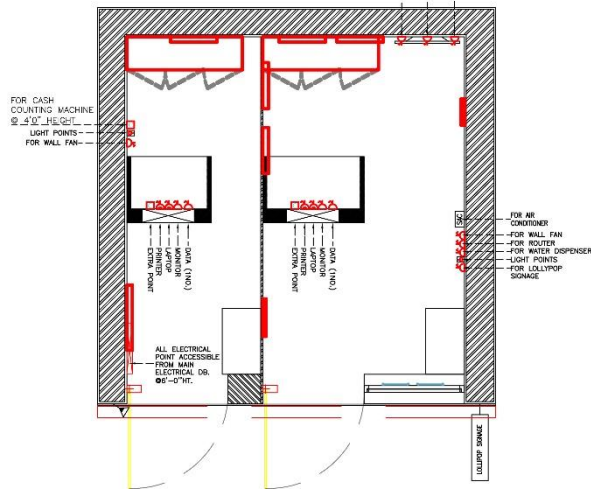 FOR CASH
COUNTING MACHINE
@ 4'0" HEIGHT
LIGHT POINTS
FOR WALL FAN
EXTRA POINT
PRINTER
LAPTOP
MONITOR
DATA (1NO.)
EXTRA POINT
PRINTER
LAPTOP
MONITOR
DATA (1NO.)
SAC
FOR AIR
CONDITIONER
FOR WALL FAN
FOR ROUTER
FOR WATER DISPENSER
LIGHT POINTS
FOR LOLLYPOP
SIGNAGE
ALL ELECTRICAL
POINT ACCESSIBLE
FROM MAIN
ELECTRICAL DB.
@6'-0"HT.
LOLLIPOP SIGNAGE